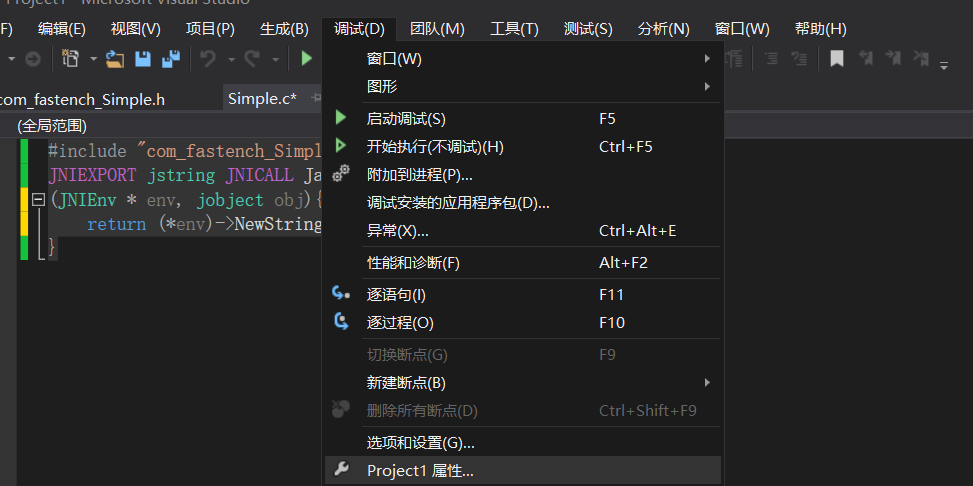 Project1 - Microsoft Visual Studio
F) 编辑(E) 视图(V) 项目(P) 生成(B) 调试(D) 团队(M) 工具(T) 测试(S) 分析(N) 窗口(W) 帮助(H)
com_fastench_Simple.h Simple.c*
(全局范围)
#include "com_fastench_Simpl
JNIEXPORT jstring JNICALL Ja
(JNIEnv * env, jobject obj){
return (*env)->NewString
}
窗口(W)
图形
启动调试(S) F5
开始执行(不调试)(H) Ctrl+F5
附加到进程(P)...
调试安装的应用程序包(D)...
异常(X)... Ctrl+Alt+E
性能和诊断(F) Alt+F2
逐语句(I) F11
逐过程(O) F10
切换断点(G) F9
新建断点(B)
删除所有断点(D) Ctrl+Shift+F9
选项和设置(G)...
Project1 属性...